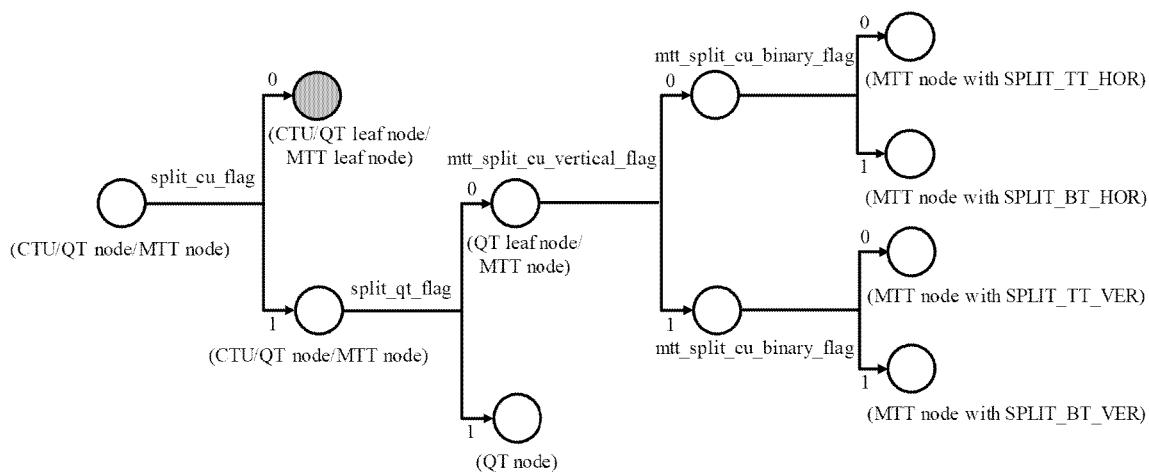 0
mtt_split_cu_binary_flag
(MTT node with SPLIT_TT_HOR)
0
0
(CTU/QT leaf node/
MTT leaf node)
mtt_split_cu_vertical_flag
1
split_cu_flag
0
(MTT node with SPLIT_BT_HOR)
(CTU/QT node/MTT node)
(QT leaf node/
MTT node)
0
split_qt_flag
(MTT node with SPLIT_TT_VER)
1
1
(CTU/QT node/MTT node)
mtt_split_cu_binary_flag
1
(MTT node with SPLIT_BT_VER)
1
(QT node)